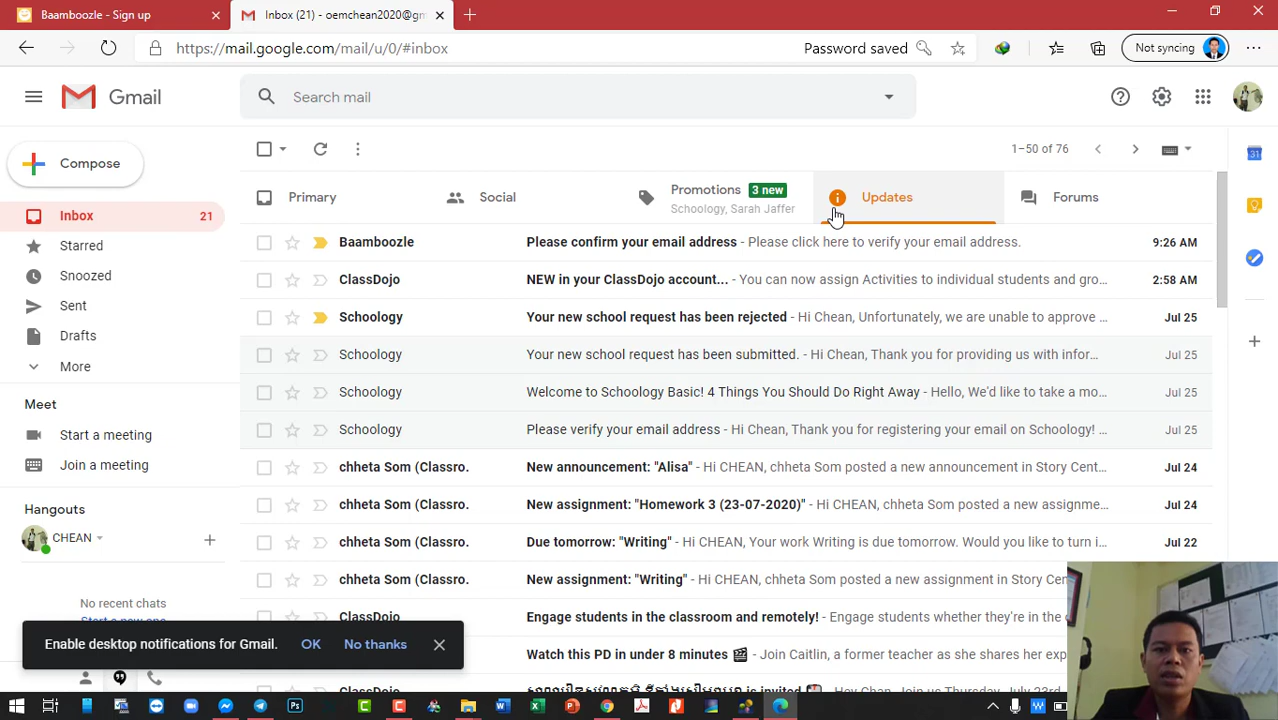 Baamboozle - Sign up
Inbox (21) - oemchean2020@gm
https://mail.google.com/mail/u/0/#inbox
Password saved
Not syncing
Gmail
Search mail
Compose
1–50 of 76
Primary
Social
Promotions
3 new
Schoology, Sarah Jaffer
Updates
Forums
Inbox 21
Starred
Snoozed
Sent
Drafts
More
Meet
Start a meeting
Join a meeting
Hangouts
CHEAN
No recent chats
Start a new one
Baamboozle Please confirm your email address - Please click here to verify your email address. 9:26 AM
ClassDojo NEW in your ClassDojo account... - You can now assign Activities to individual students and gro... 2:58 AM
Schoology Your new school request has been rejected - Hi Chean, Unfortunately, we are unable to approve ... Jul 25
Schoology Your new school request has been submitted. - Hi Chean, Thank you for providing us with infor... Jul 25
Schoology Welcome to Schoology Basic! 4 Things You Should Do Right Away - Hello, We'd like to take a mo... Jul 25
Schoology Please verify your email address - Hi Chean, Thank you for registering your email on Schoology! ... Jul 25
chheta Som (Classro. New announcement: "Alisa" - Hi CHEAN, chheta Som posted a new announcement in Story Cent... Jul 24
chheta Som (Classro. New assignment: "Homework 3 (23-07-2020)" - Hi CHEAN, chheta Som posted a new assignme... Jul 24
chheta Som (Classro. Due tomorrow: "Writing" - Hi CHEAN, Your work Writing is due tomorrow. Would you like to turn i... Jul 22
chheta Som (Classro. New assignment: "Writing" - Hi CHEAN, chheta Som posted a new assignment in Story Cen
ClassDojo Engage students in the classroom and remotely! - Engage students whether they're in the c
Watch this PD in under 8 minutes 🎬 - Join Caitlin, a former teacher as she shares her exp
ClassDojo is invited - Hey Chan, Join us Thursday, July 23rd
Enable desktop notifications for Gmail. OK No thanks